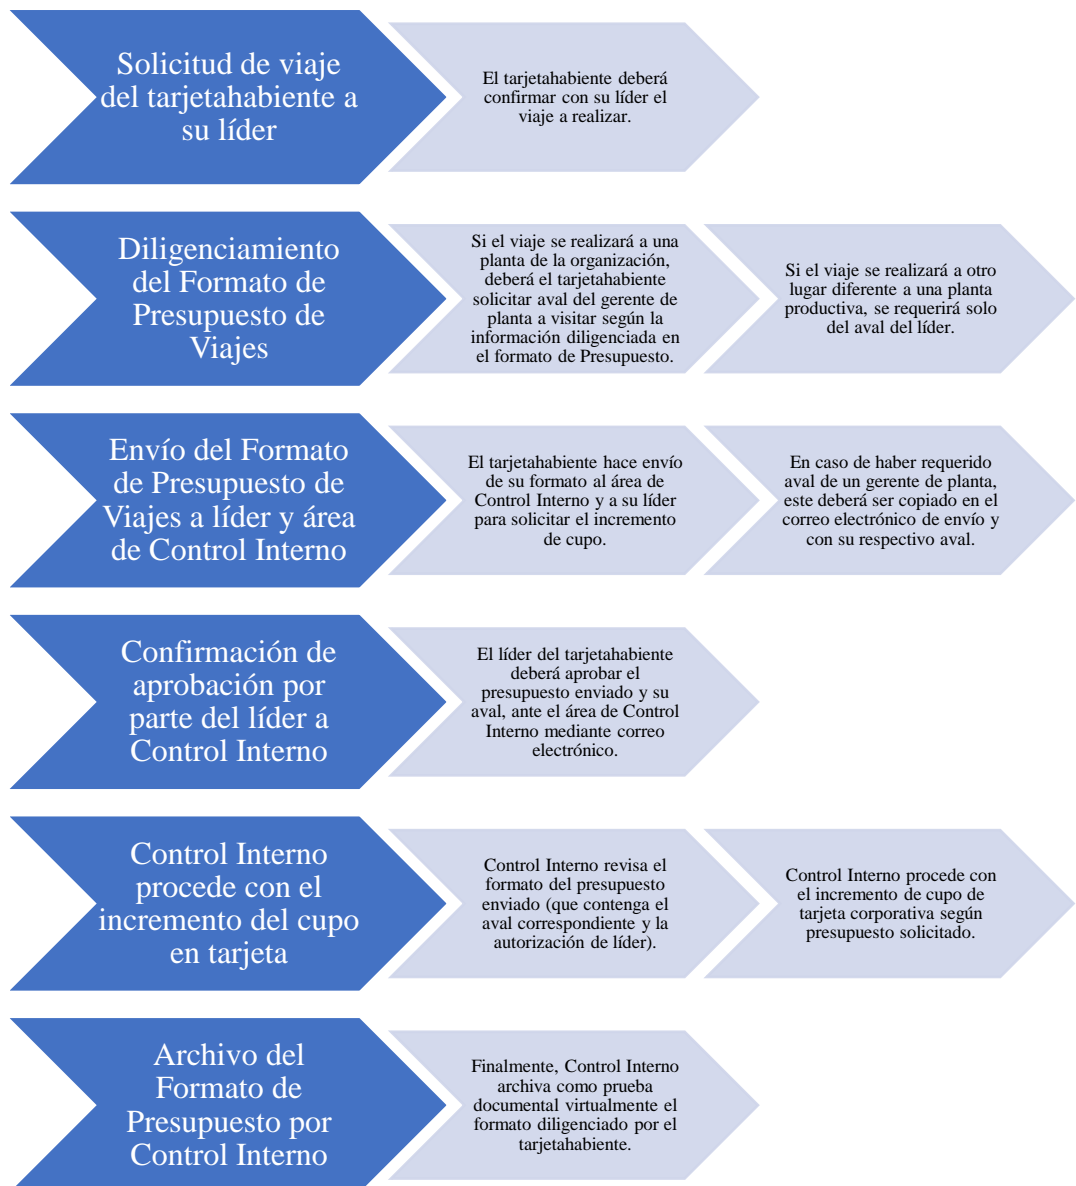 Solicitud de viaje
del tarjetahabiente a
su líder
El tarjetahabiente deberá
confirmar con su líder el
viaje a realizar.
Diligenciamiento
del Formato de
Presupuesto de
Viajes
Si el viaje se realizará a una
planta de la organización,
deberá el tarjetahabiente
solicitar aval del gerente de
planta a visitar según la
información diligenciada en
el formato de Presupuesto.
Si el viaje se realizará a otro
lugar diferente a una planta
productiva, se requerirá solo
del aval del líder.
Envío del Formato
de Presupuesto de
Viajes a líder y área
de Control Interno
El tarjetahabiente hace envío
de su formato al área de
Control Interno y a su líder
para solicitar el incremento
de cupo.
En caso de haber requerido
aval de un gerente de planta,
este deberá ser copiado en el
correo electrónico de envío y
con su respectivo aval.
Confirmación de
aprobación por
parte del líder a
Control Interno
El líder del tarjetahabiente
deberá aprobar el
presupuesto enviado y su
aval, ante el área de Control
Interno mediante correo
electrónico.
Control Interno
procede con el
incremento del cupo
en tarjeta
Control Interno revisa el
formato del presupuesto
enviado (que contenga el
aval correspondiente y la
autorización de líder).
Control Interno procede con
el incremento de cupo de
tarjeta corporativa según
presupuesto solicitado.
Archivo del
Formato de
Presupuesto por
Control Interno
Finalmente, Control Interno
archiva como prueba
documental virtualmente el
formato diligenciado por el
tarjetahabiente.